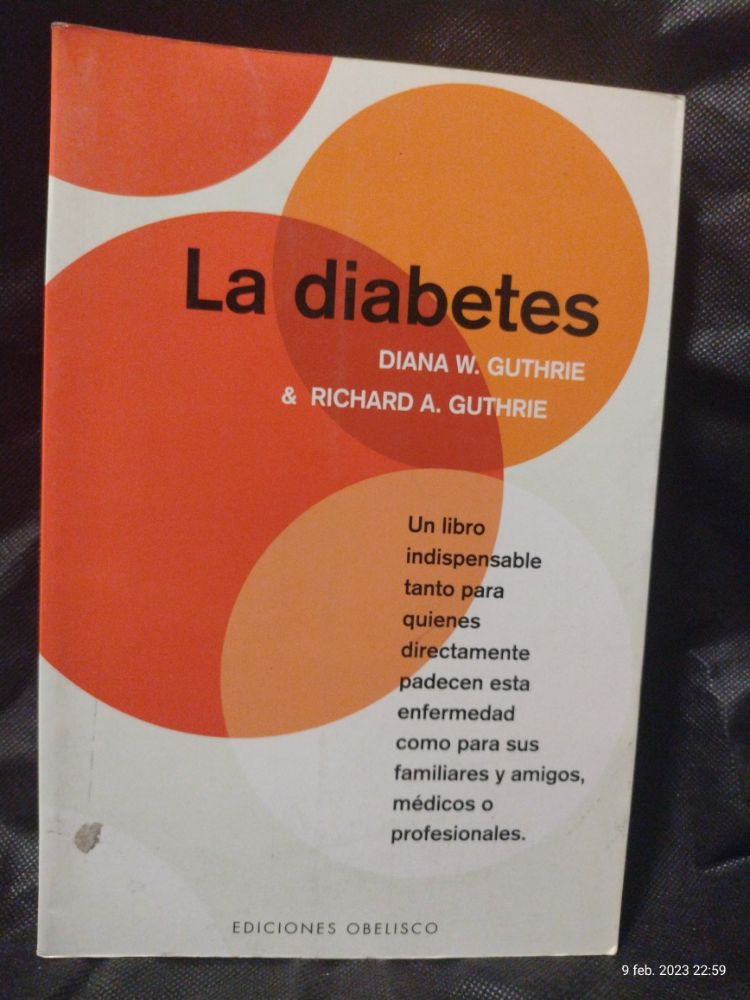 La diabetes
DIANA W. GUTHRIE
& RICHARD A. GUTHRIE
Un libro
indispensable
tanto para
quienes
directamente
padecen esta
enfermedad
como para sus
familiares y amigos,
médicos o
profesionales.
EDICIONES OBELISCO
9 feb. 2023 22:59